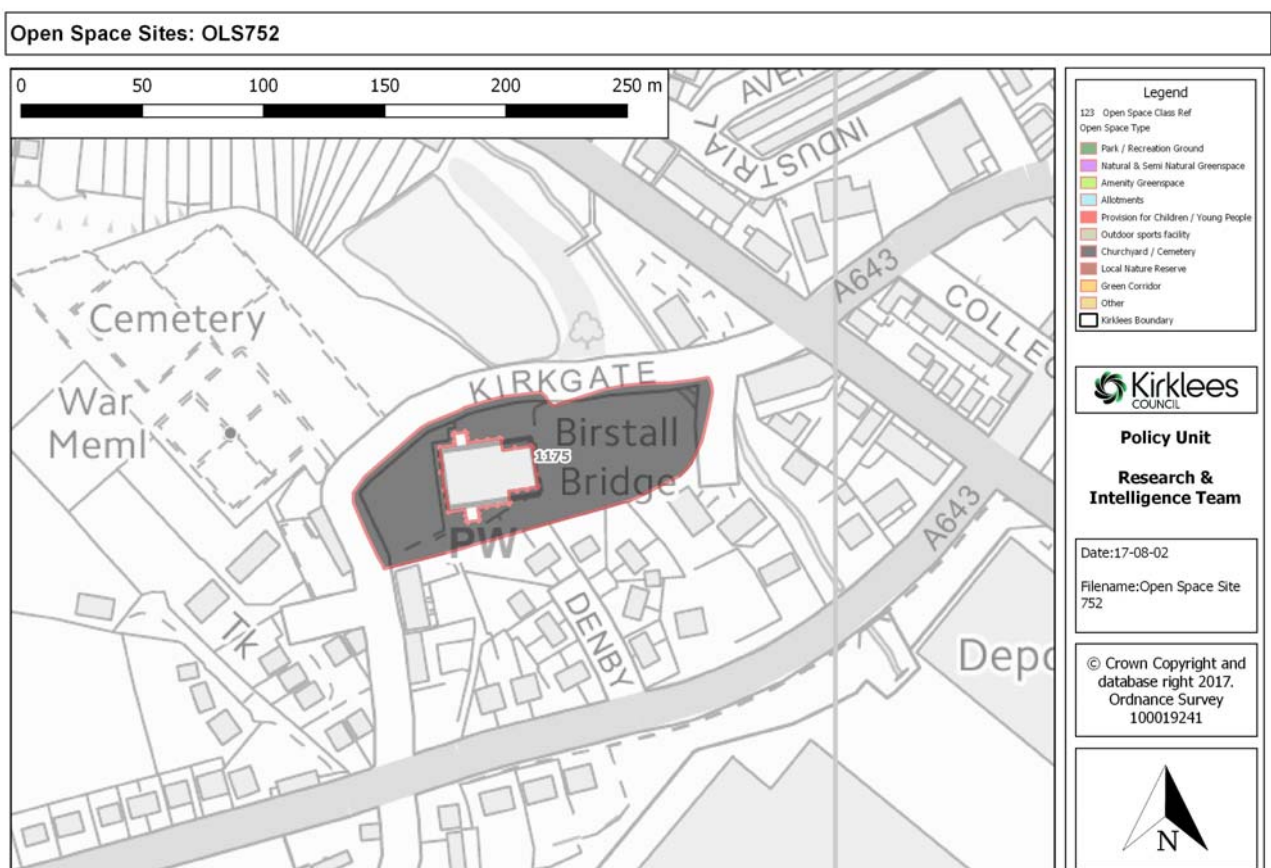 Open Space Sites: OLS752
0 50 100 150 200 250 m
AVEN
INDUSTRIAL
A643
COLLEG
Cemetery
KIRKGATE
War
Meml
Birstall
1175
Bridge
A643
PW
DENBY
Tk
Depo
Legend
123 Open Space Class Ref
Open Space Type
Park / Recreation Ground
Natural & Semi Natural Greenspace
Amenity Greenspace
Allotments
Provision for Children / Young People
Outdoor sports facility
Churchyard / Cemetery
Local Nature Reserve
Green Corridor
Other
Kirklees Boundary
Kirklees
COUNCIL
Policy Unit
Research &
Intelligence Team
Date:17-08-02
Filename:Open Space Site
752
© Crown Copyright and
database right 2017.
Ordnance Survey
100019241
N